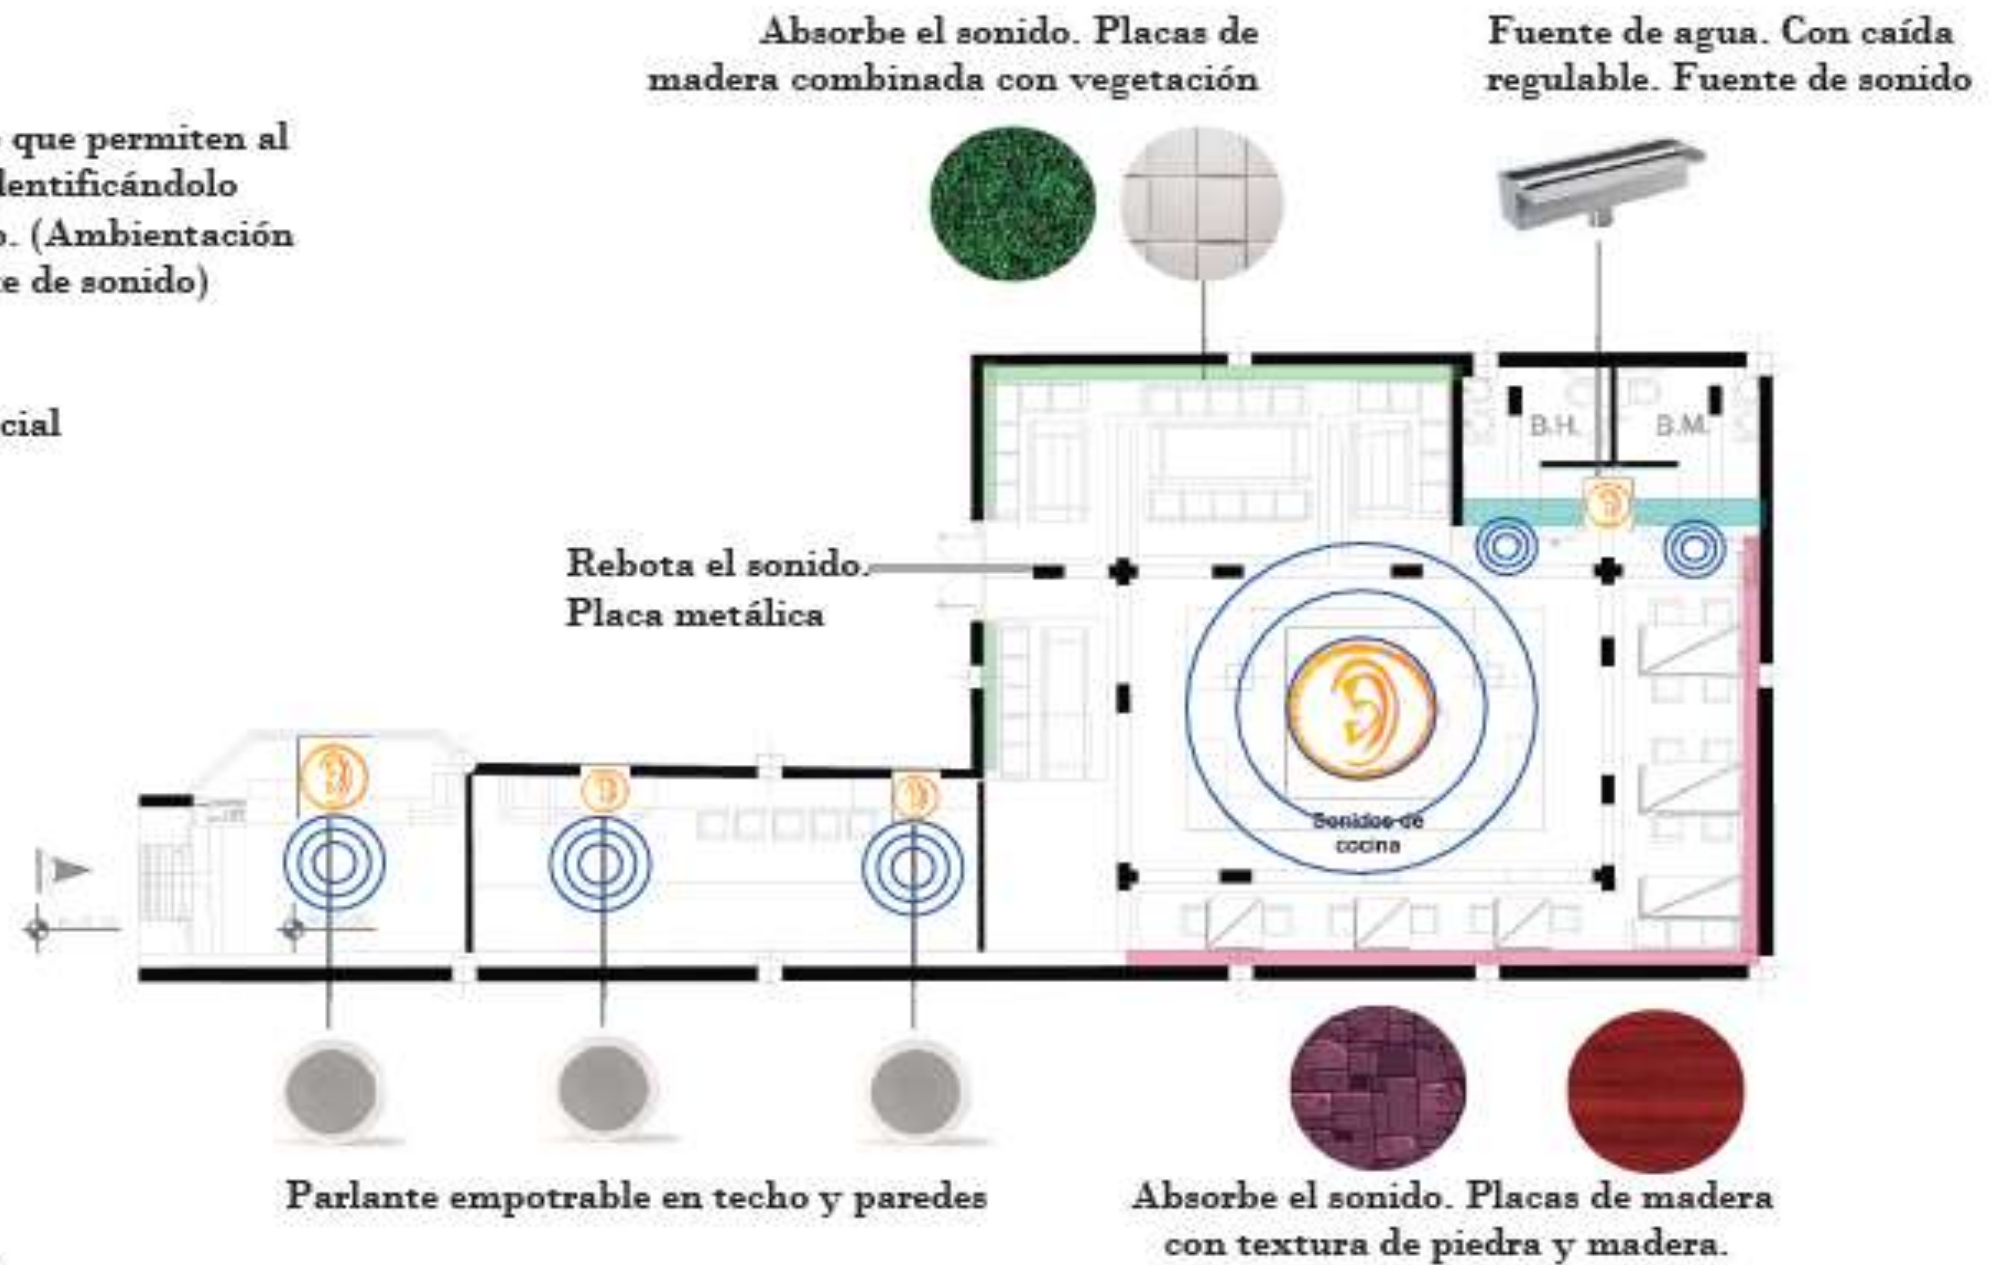 Absorbe el sonido. Placas de
madera combinada con vegetación
Fuente de agua. Con caída
regulable. Fuente de sonido
que permiten al
dentificándolo
o. (Ambientación
te de sonido)
cial
B.H.
B.M.
Rebota el sonido.
Placa metálica
Sonidos de
cocina
Parlante empotrable en techo y paredes
Absorbe el sonido. Placas de madera
con textura de piedra y madera.